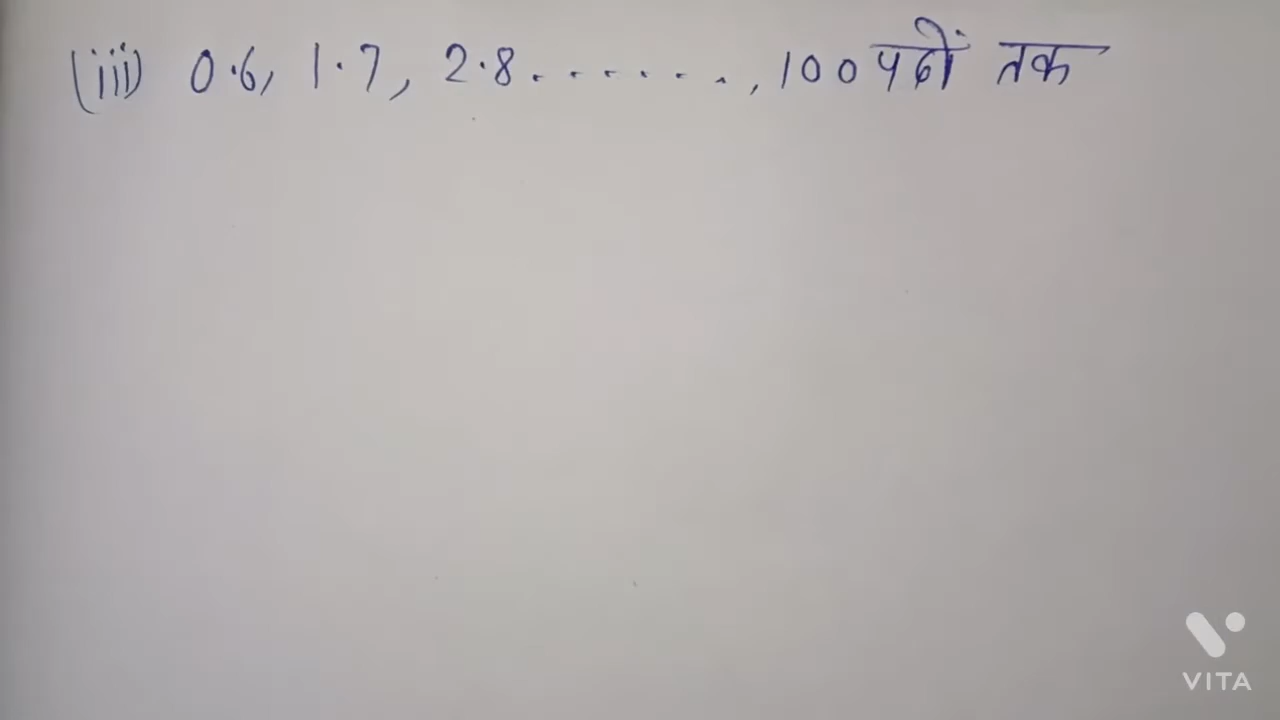 (iii) 0.6, 1.7, 2.8 . . . . . . ., 100 पदों तक
VITA